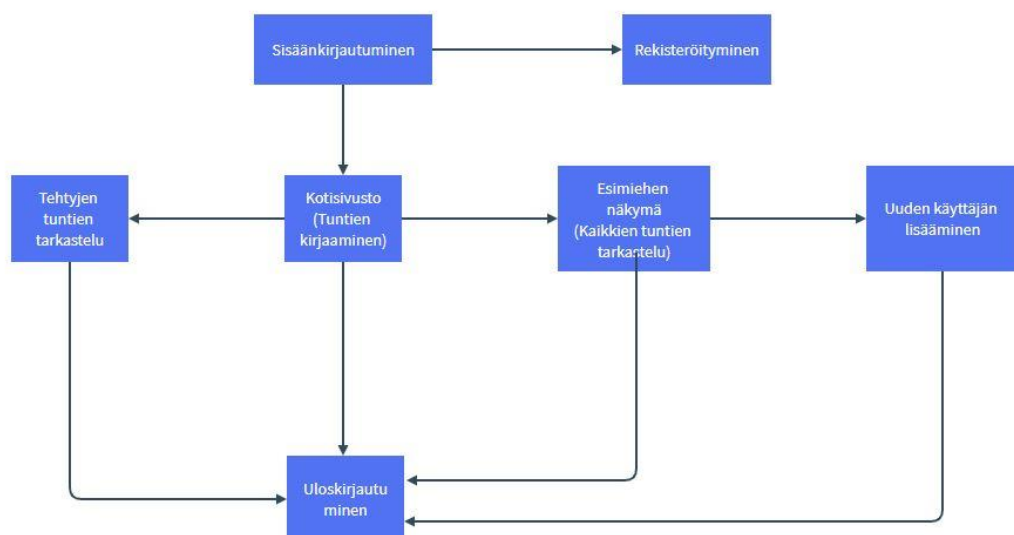 Sisäänkirjautuminen
Rekisteröityminen
Tehtyjen
tuntien
tarkastelu
Kotisivusto
(Tuntien
kirjaaminen)
Esimiehen
näkymä
(Kaikkien tuntien
tarkastelu)
Uuden käyttäjän
lisääminen
Uloskirjautu
minen